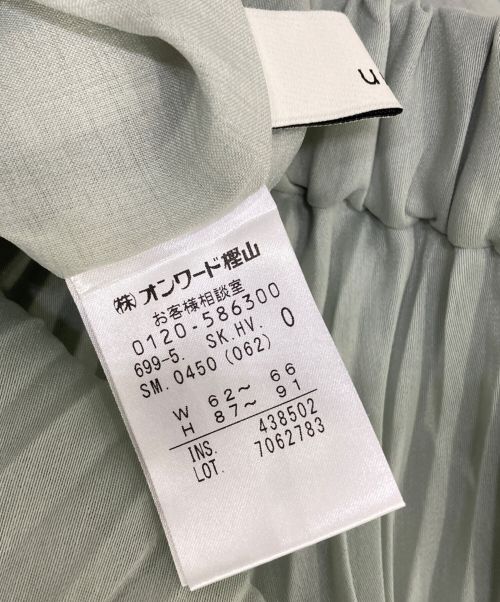 u
(株)オンワード樫山
お客様相談室
0120-586300
699-5. SK.HV. 0
SM. 0450 (062)
W 62～ 66
H 87～ 91
INS. 438502
LOT. 7062783